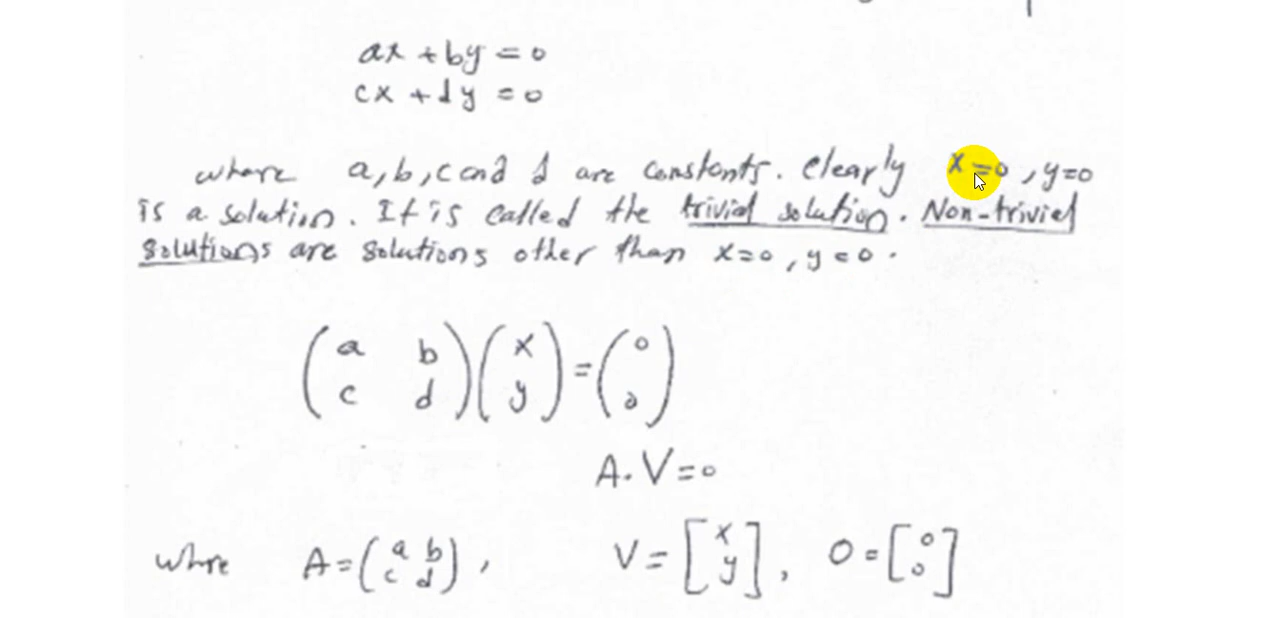 ax + by = 0
cx + dy = 0
where a, b, c and d are constants. Clearly x=0, y=0
is a solution. It is called the trivial solution. Non-trivial
solutions are solutions other than x=0, y=0.
(a b
c d) (x
y) = (0
0)
A.V=0
where A=(a b
c d), V=[x
y], O=[0
0]